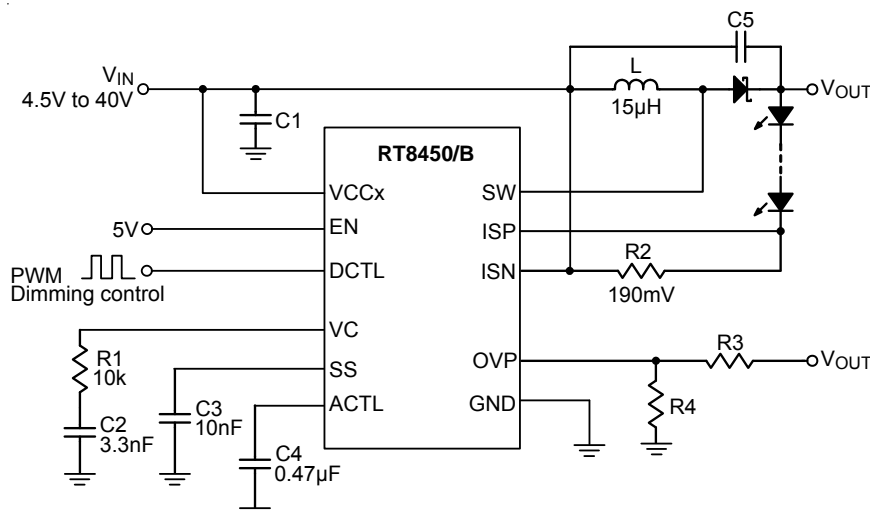 C5
L
15µH
VIN
4.5V to 40V
VOUT
C1
RT8450/B
VCCx
SW
5V
EN
ISP
PWM
Dimming control
DCTL
ISN
R2
190mV
VC
R1
10k
SS
OVP
R3
VOUT
ACTL
GND
R4
C2
3.3nF
C3
10nF
C4
0.47µF